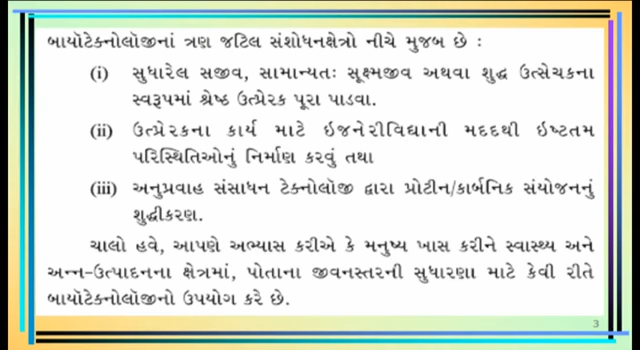 બાયૉટેક્નોલૉજીનાં ત્રણ જટિલ સંશોધનક્ષેત્રો નીચે મુજબ છે :
(i) સુધારેલ સજીવ, સામાન્યતઃ સૂક્ષ્મજીવ અથવા શુદ્ધ ઉત્સેચકના
સ્વરૂપમાં શ્રેષ્ઠ ઉત્પ્રેરક પૂરા પાડવા.
(ii) ઉત્પ્રેરકના કાર્ય માટે ઇજનેરીવિદ્યાની મદદથી ઇષ્ટતમ
પરિસ્થિતિઓનું નિર્માણ કરવું તથા
(iii) અનુપ્રવાહ સંસાધન ટેક્નોલૉજી દ્વારા પ્રોટીન/કાર્બનિક સંયોજનનું
શુદ્ધીકરણ.
ચાલો હવે, આપણે અભ્યાસ કરીએ કે મનુષ્ય ખાસ કરીને સ્વાસ્થ્ય અને
અન્ન-ઉત્પાદનના ક્ષેત્રમાં, પોતાના જીવનસ્તરની સુધારણા માટે કેવી રીતે
બાયૉટેક્નોલૉજીનો ઉપયોગ કરે છે.
3